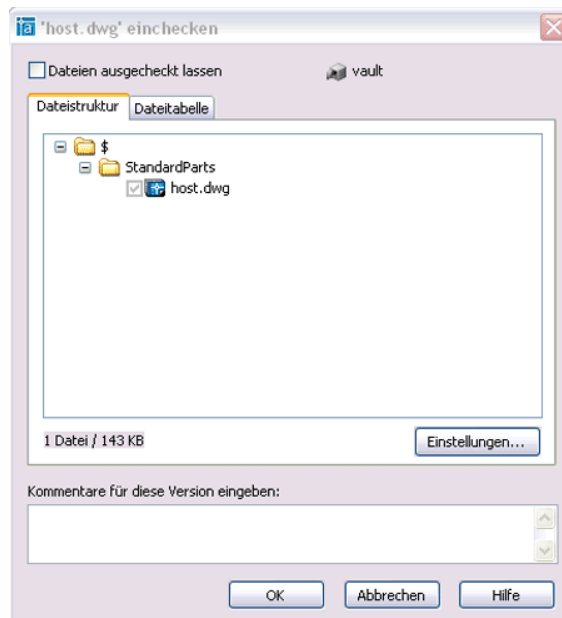 'host.dwg' einchecken
Dateien ausgecheckt lassen vault
Dateistruktur Dateitabelle
$
StandardParts
host.dwg
1 Datei / 143 KB Einstellungen...
Kommentare für diese Version eingeben:
OK Abbrechen Hilfe